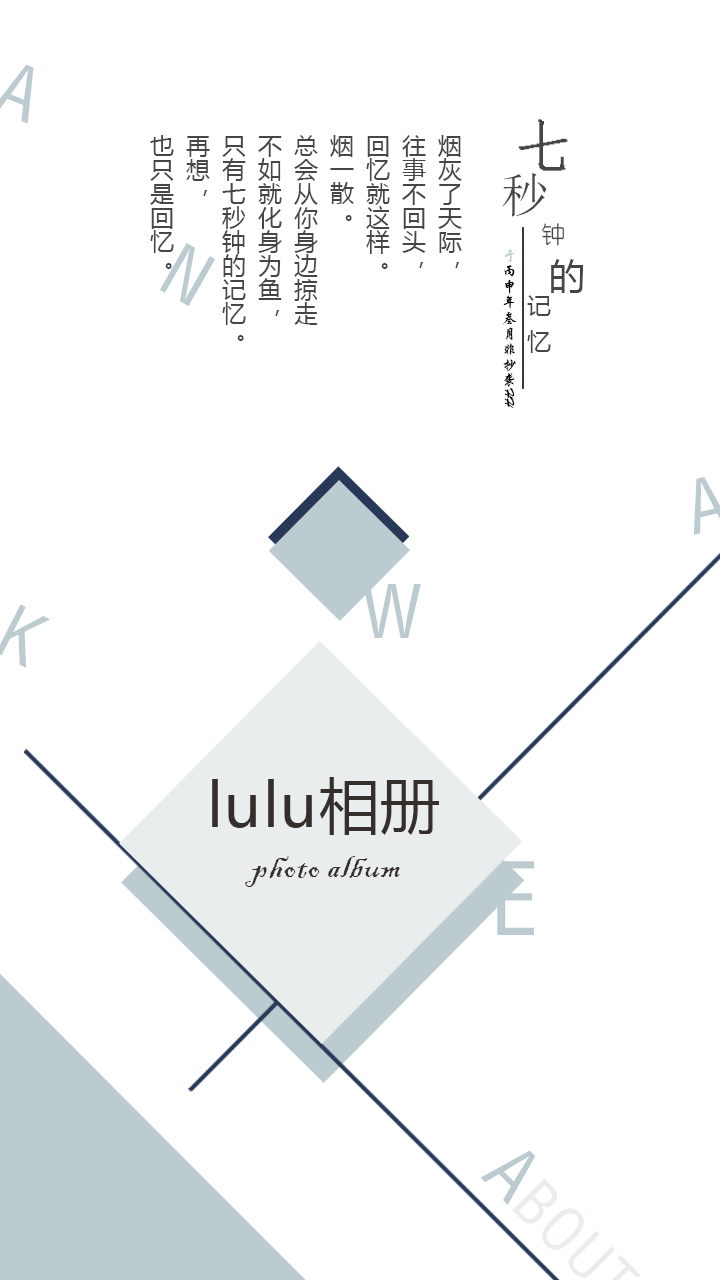 七秒钟的记忆
于丙申年叁月非抄袭
烟灰了天际，
往事不回头，
回忆就这样。
烟一散。
总会从你身边掠走
不如就化身为鱼，
只有七秒钟的记忆。
再想，
也只是回忆。
A
N
A
K
W
lulu相册
photo album
E
ABOUT